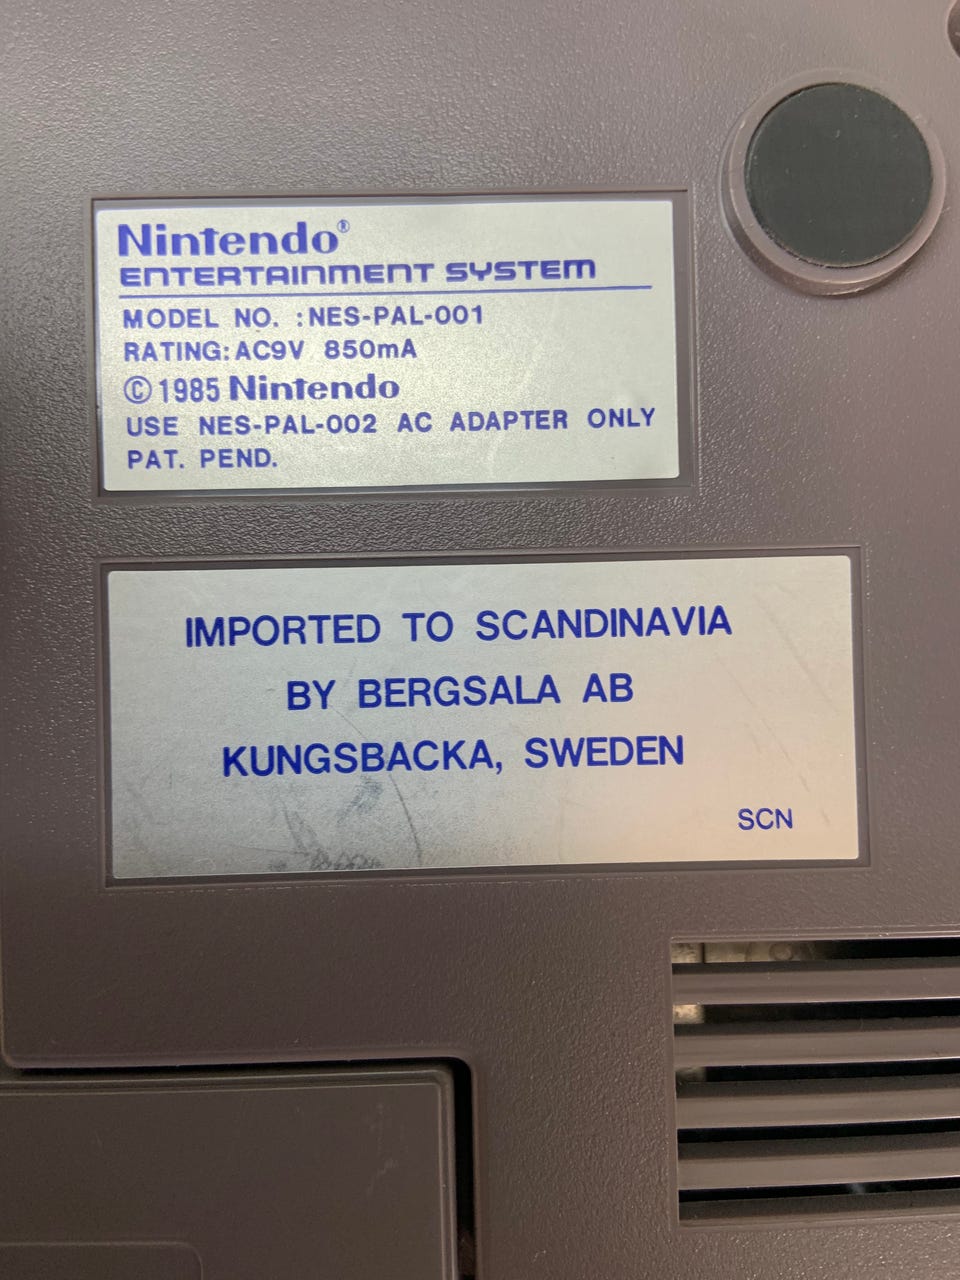 Nintendo®
ENTERTAINMENT SYSTEM
MODEL NO. :NES-PAL-001
RATING:AC9V 850mA
©1985 Nintendo
USE NES-PAL-002 AC ADAPTER ONLY
PAT. PEND.
IMPORTED TO SCANDINAVIA
BY BERGSALA AB
KUNGSBACKA, SWEDEN
SCN